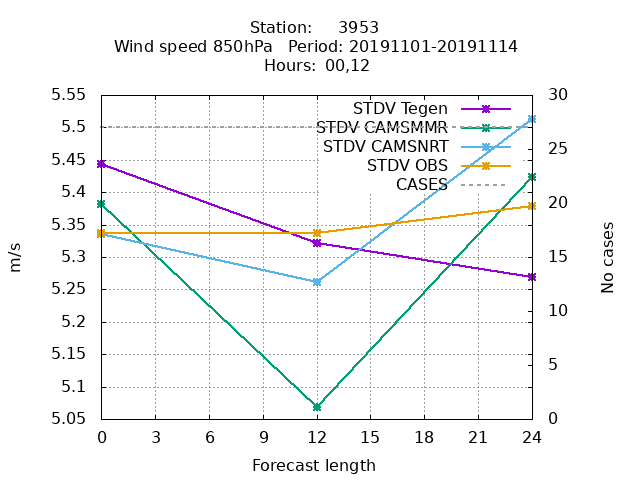 Station: 3953
Wind speed 850hPa Period: 20191101-20191114
Hours: 00,12
5.55
5.5
5.45
5.4
5.35
5.3
5.25
5.2
5.15
5.1
5.05
m/s
STDV Tegen
STDV CAMSMMR
STDV CAMSNRT
STDV OBS
CASES
30
25
20
15
10
5
0
No cases
0 3 6 9 12 15 18 21 24
Forecast length